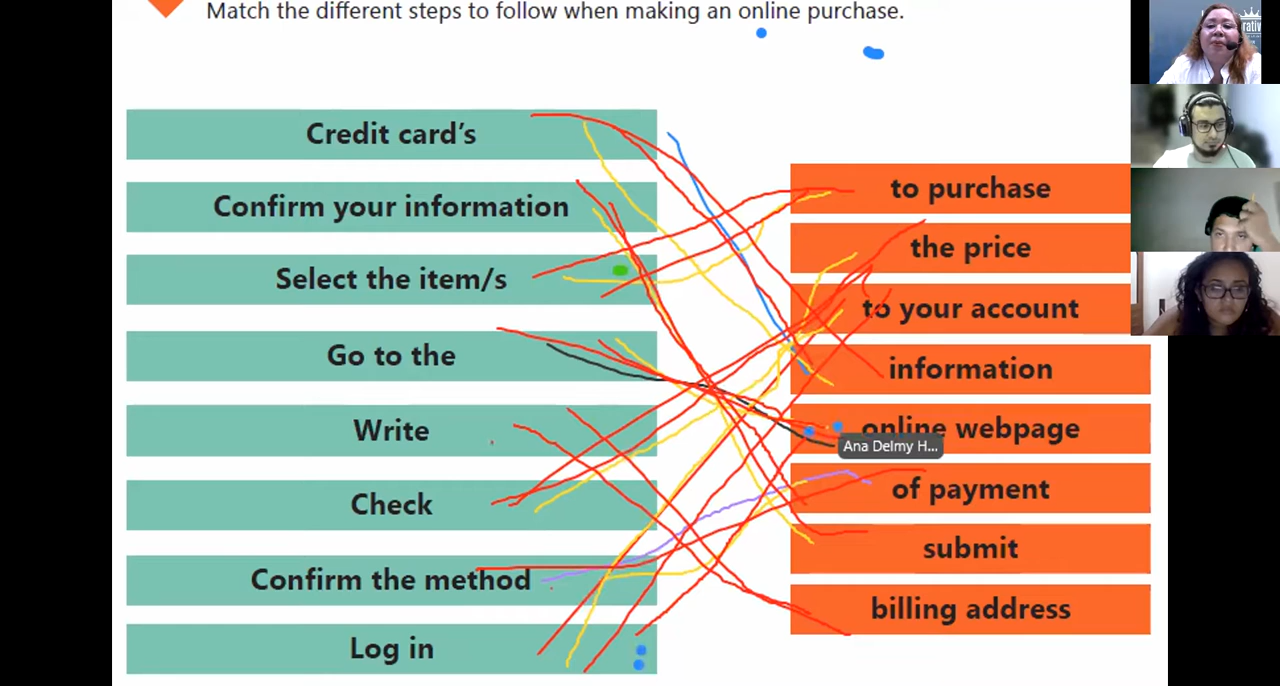 Match the different steps to follow when making an online purchase.
Credit card's
Confirm your information
Select the item/s
Go to the
Write
Check
Confirm the method
Log in
to purchase
the price
to your account
information
online webpage
Ana Delmy H...
of payment
submit
billing address